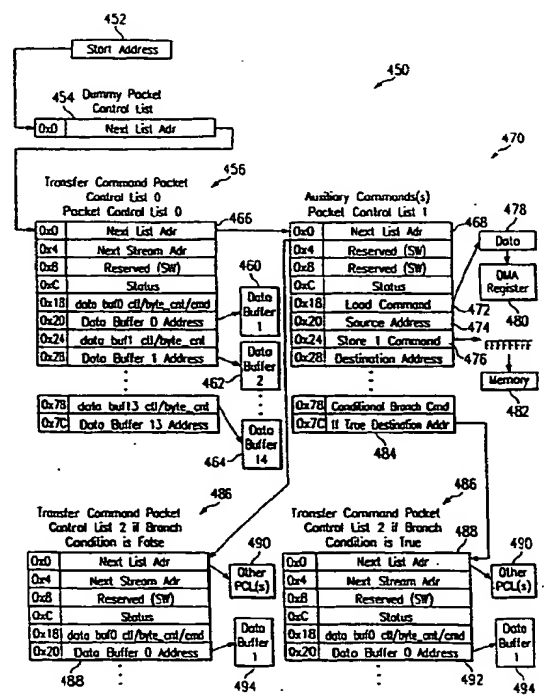 452
Start Address
450
454
Dummy Packet
Control List
0x0 Next List Adr
470
Transfer Command Packet
Control List 0
Packet Control List 0
456
466
0x0 Next List Adr
0x4 Next Stream Adr
0x8 Reserved (SW)
0xC Status
0x18 data buf0 ctl/byte_cnt/cmd
0x20 Data Buffer 0 Address
0x24 data buf1 ctl/byte_cnt
0x28 Data Buffer 1 Address
0x78 data buf13 ctl/byte_cnt
0x7C Data Buffer 13 Address
460
Data
Buffer
1
Data
Buffer
2
462
Data
Buffer
14
464
Auxiliary Commands(s)
Packet Control List 1
468
0x0 Next List Adr
0x4 Reserved (SW)
0x8 Reserved (SW)
0xC Status
0x18 Load Command
0x20 Source Address
0x24 Store 1 Command
0x28 Destination Address
0x78 Conditional Branch Cmd
0x7C If True Destination Addr
484
478
Data
DMA
Register
480
472
474
476
FFFFFFFF
Memory
482
486
Transfer Command Packet
Control List 2 if Branch
Condition is False
0x0 Next List Adr
0x4 Next Stream Adr
0x8 Reserved (SW)
0xC Status
0x18 data buf0 ctl/byte_cnt/cmd
0x20 Data Buffer 0 Address
488
490
Other
PCL(s)
Data
Buffer
1
494
486
Transfer Command Packet
Control List 2 if Branch
Condition is True
488
0x0 Next List Adr
0x4 Next Stream Adr
0x8 Reserved (SW)
0xC Status
0x18 data buf0 ctl/byte_cnt/cmd
0x20 Data Buffer 0 Address
492
490
Other
PCL(s)
Data
Buffer
1
494